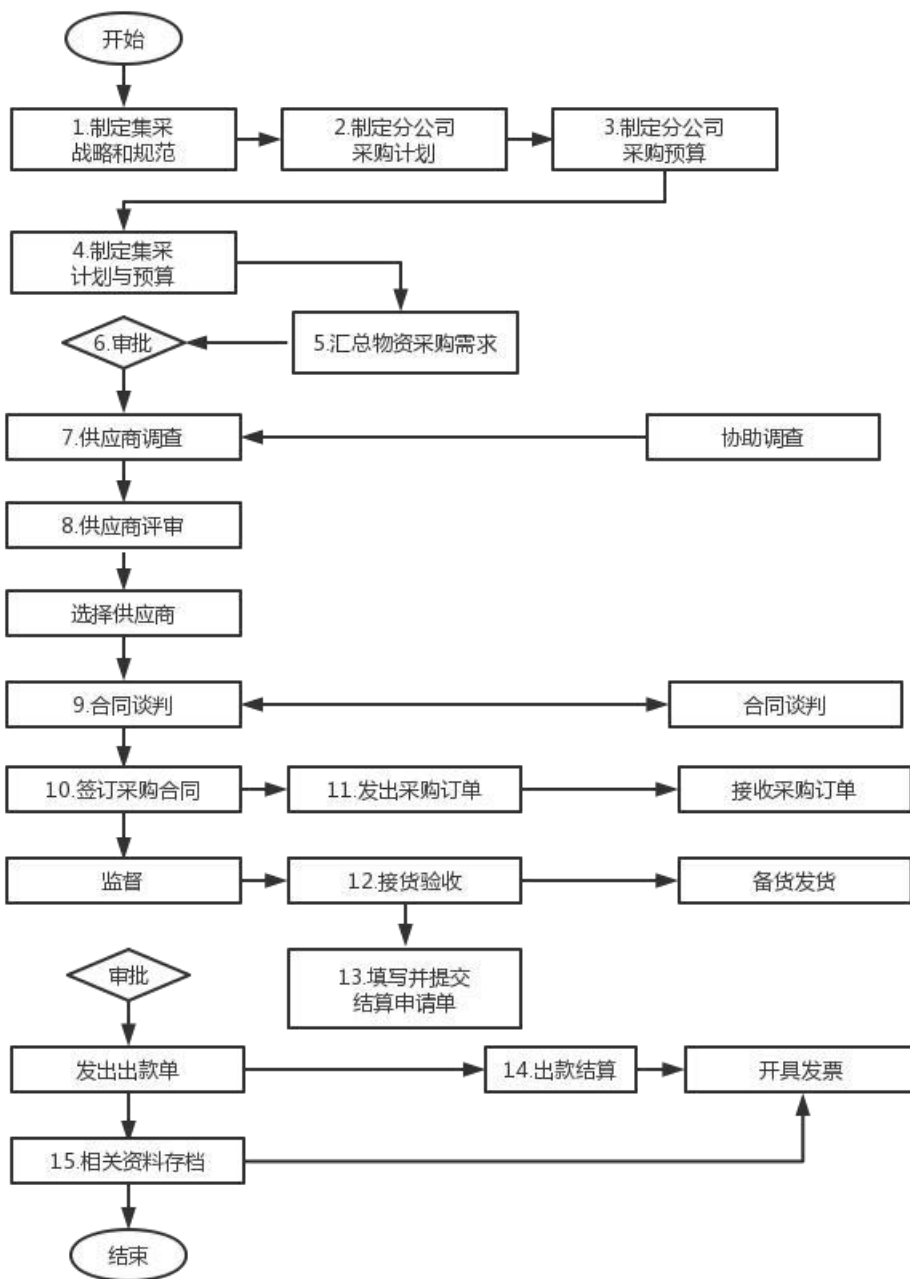 开始
1.制定集采
战略和规范
2.制定分公司
采购计划
3.制定分公司
采购预算
4.制定集采
计划与预算
5.汇总物资采购需求
6.审批
7.供应商调查
协助调查
8.供应商评审
选择供应商
9.合同谈判
合同谈判
10.签订采购合同
11.发出采购订单
接收采购订单
监督
12.接货验收
备货发货
审批
13.填写并提交
结算申请单
发出出款单
14.出款结算
开具发票
15.相关资料存档
结束